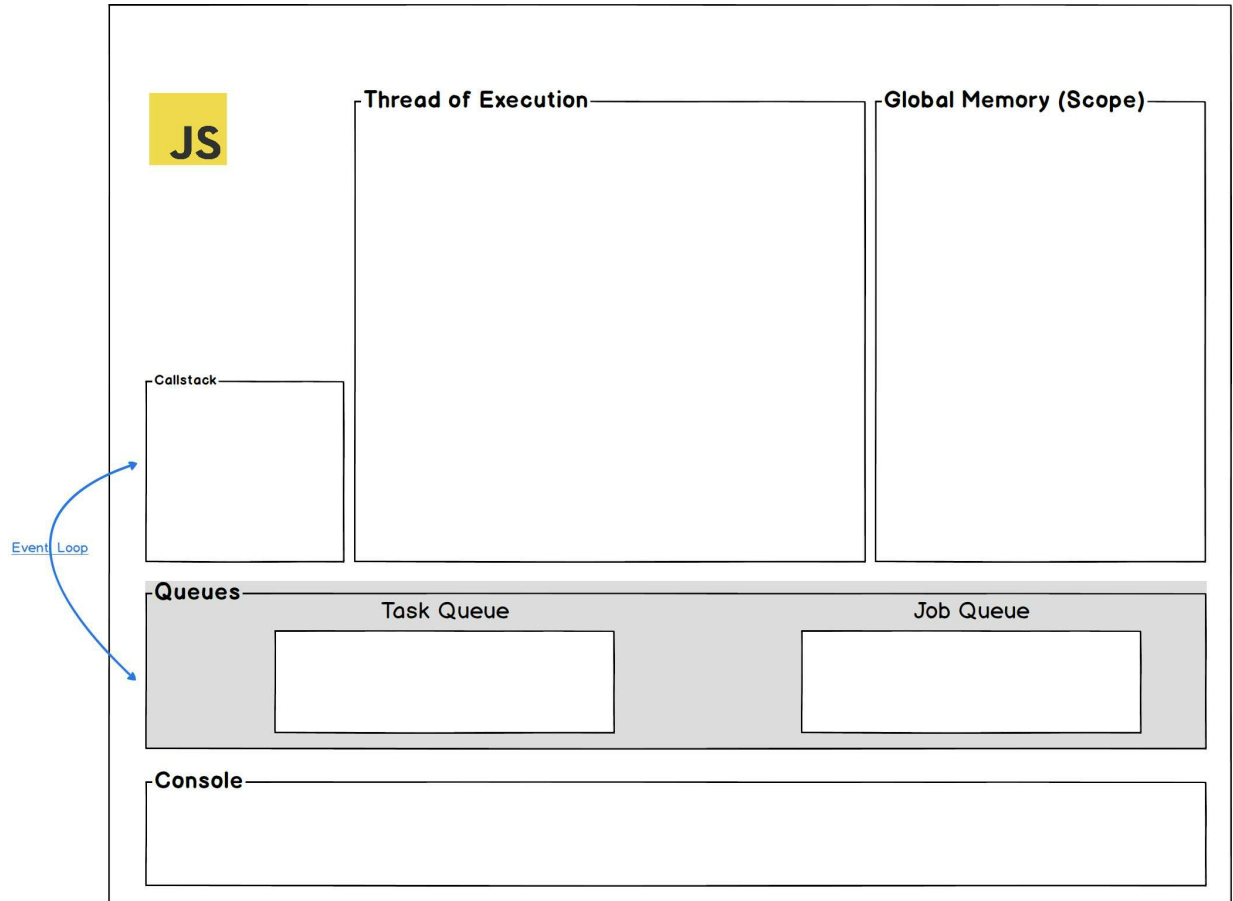 Thread of Execution
Global Memory (Scope)
JS
Callstack
Event Loop
Queues
Task Queue
Job Queue
Console